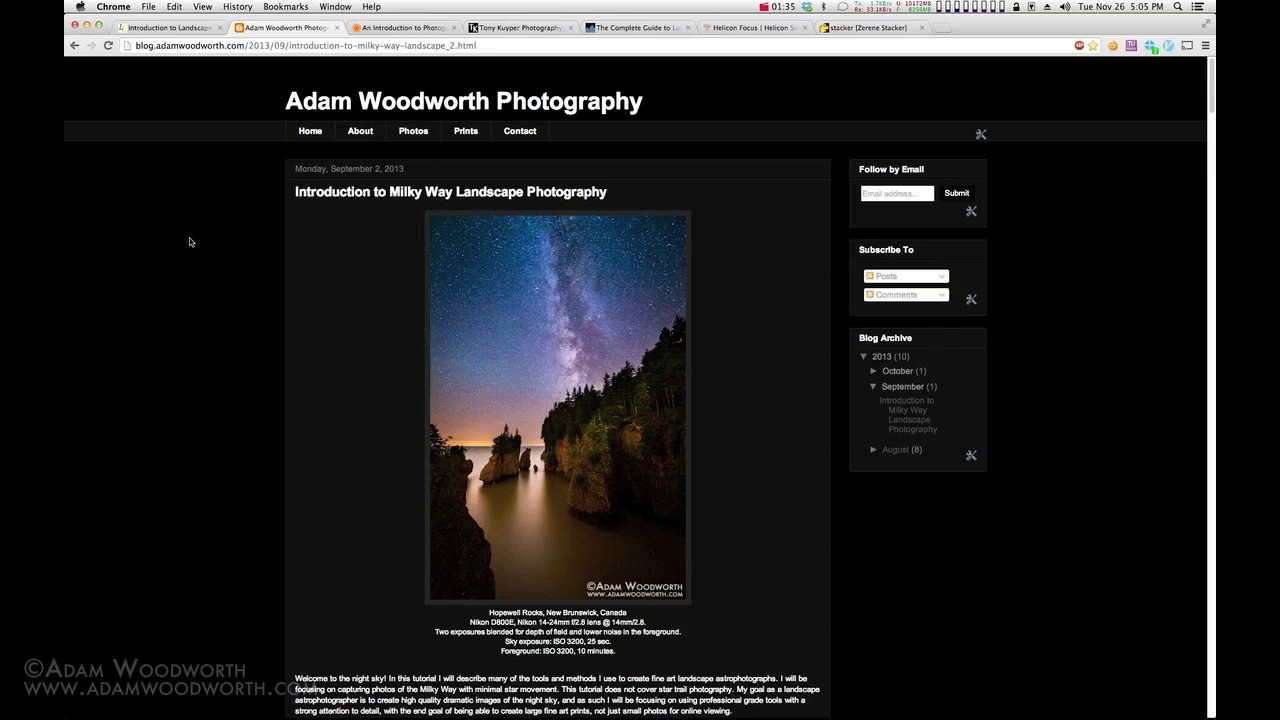 Chrome File Edit View History Bookmarks Window Help 01:35 Tue Nov 26 5:05 PM
Introduction to Landscape Adam Woodworth Photog An Introduction to Photog Tony Kuyper Photography The Complete Guide to Lu Helicon Focus | Helicon So stacker [Zerene Stacker]
blog.adamwoodworth.com/2013/09/introduction-to-milky-way-landscape_2.html
Adam Woodworth Photography
Home About Photos Prints Contact
Monday, September 2, 2013
Introduction to Milky Way Landscape Photography
©ADAM WOODWORTH
WWW.ADAMWOODWORTH.COM
Hopewell Rocks, New Brunswick, Canada
Nikon D800E, Nikon 14-24mm f/2.8 lens @ 14mm/2.8.
Two exposures blended for depth of field and lower noise in the foreground.
Sky exposure: ISO 3200, 25 sec.
Foreground: ISO 3200, 10 minutes.
Welcome to the night sky! In this tutorial I will describe many of the tools and methods I use to create fine art landscape astrophotographs. I will be
focusing on capturing photos of the Milky Way with minimal star movement. This tutorial does not cover star trail photography. My goal as a landscape
astrophotographer is to create high quality dramatic images of the night sky, and as such I will be focusing on using professional grade tools with a
strong attention to detail, with the end goal of being able to create large fine art prints, not just small photos for online viewing.
Follow by Email
Email address... Submit
Subscribe To
Posts
Comments
Blog Archive
▼ 2013 (10)
► October (1)
▼ September (1)
Introduction to
Milky Way
Landscape
Photography
► August (8)
©ADAM WOODWORTH
WWW.ADAMWOODWORTH.COM